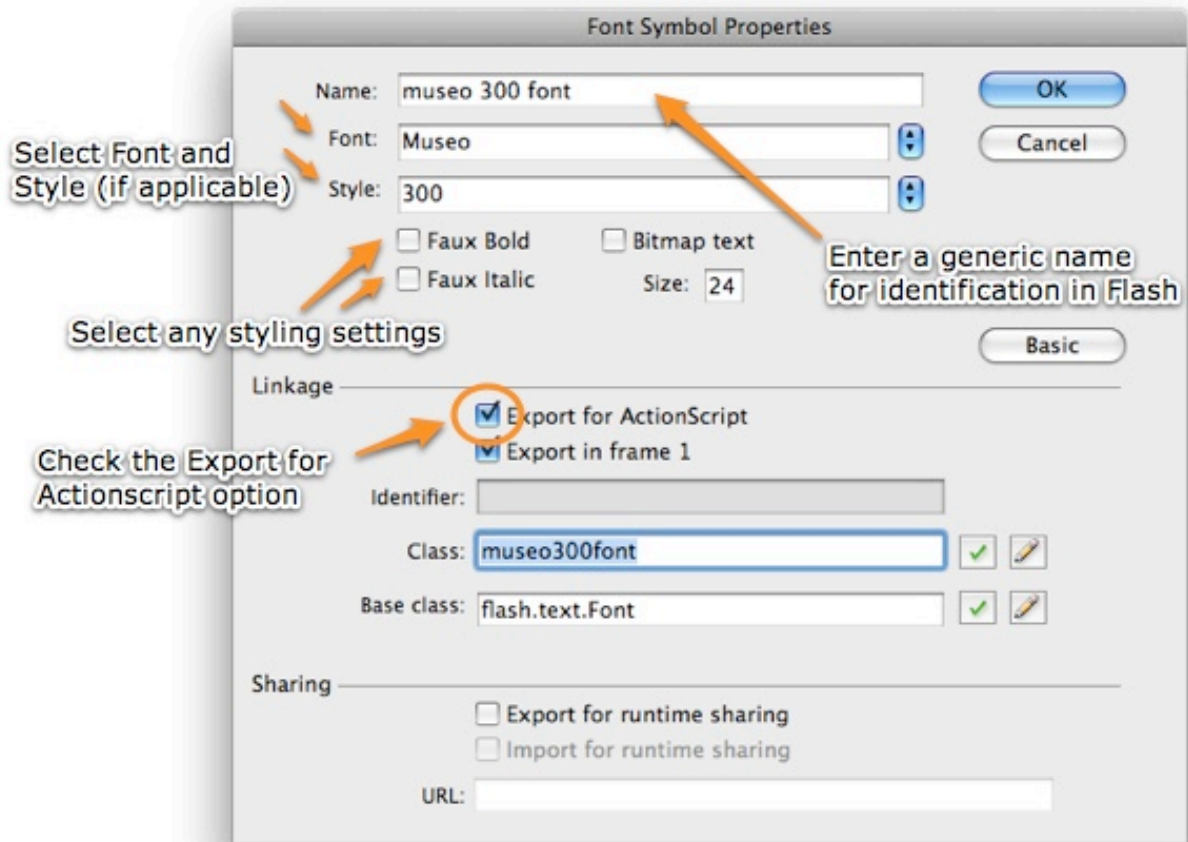 Font Symbol Properties
Name: museo 300 font
OK
Font: Museo
Cancel
Select Font and
Style (if applicable)
Style: 300
Faux Bold
Bitmap text
Faux Italic
Size: 24
Enter a generic name
for identification in Flash
Select any styling settings
Basic
Linkage
Export for ActionScript
Export in frame 1
Check the Export for
Actionscript option
Identifier:
Class: museo300font
Base class: flash.text.Font
Sharing
Export for runtime sharing
Import for runtime sharing
URL: